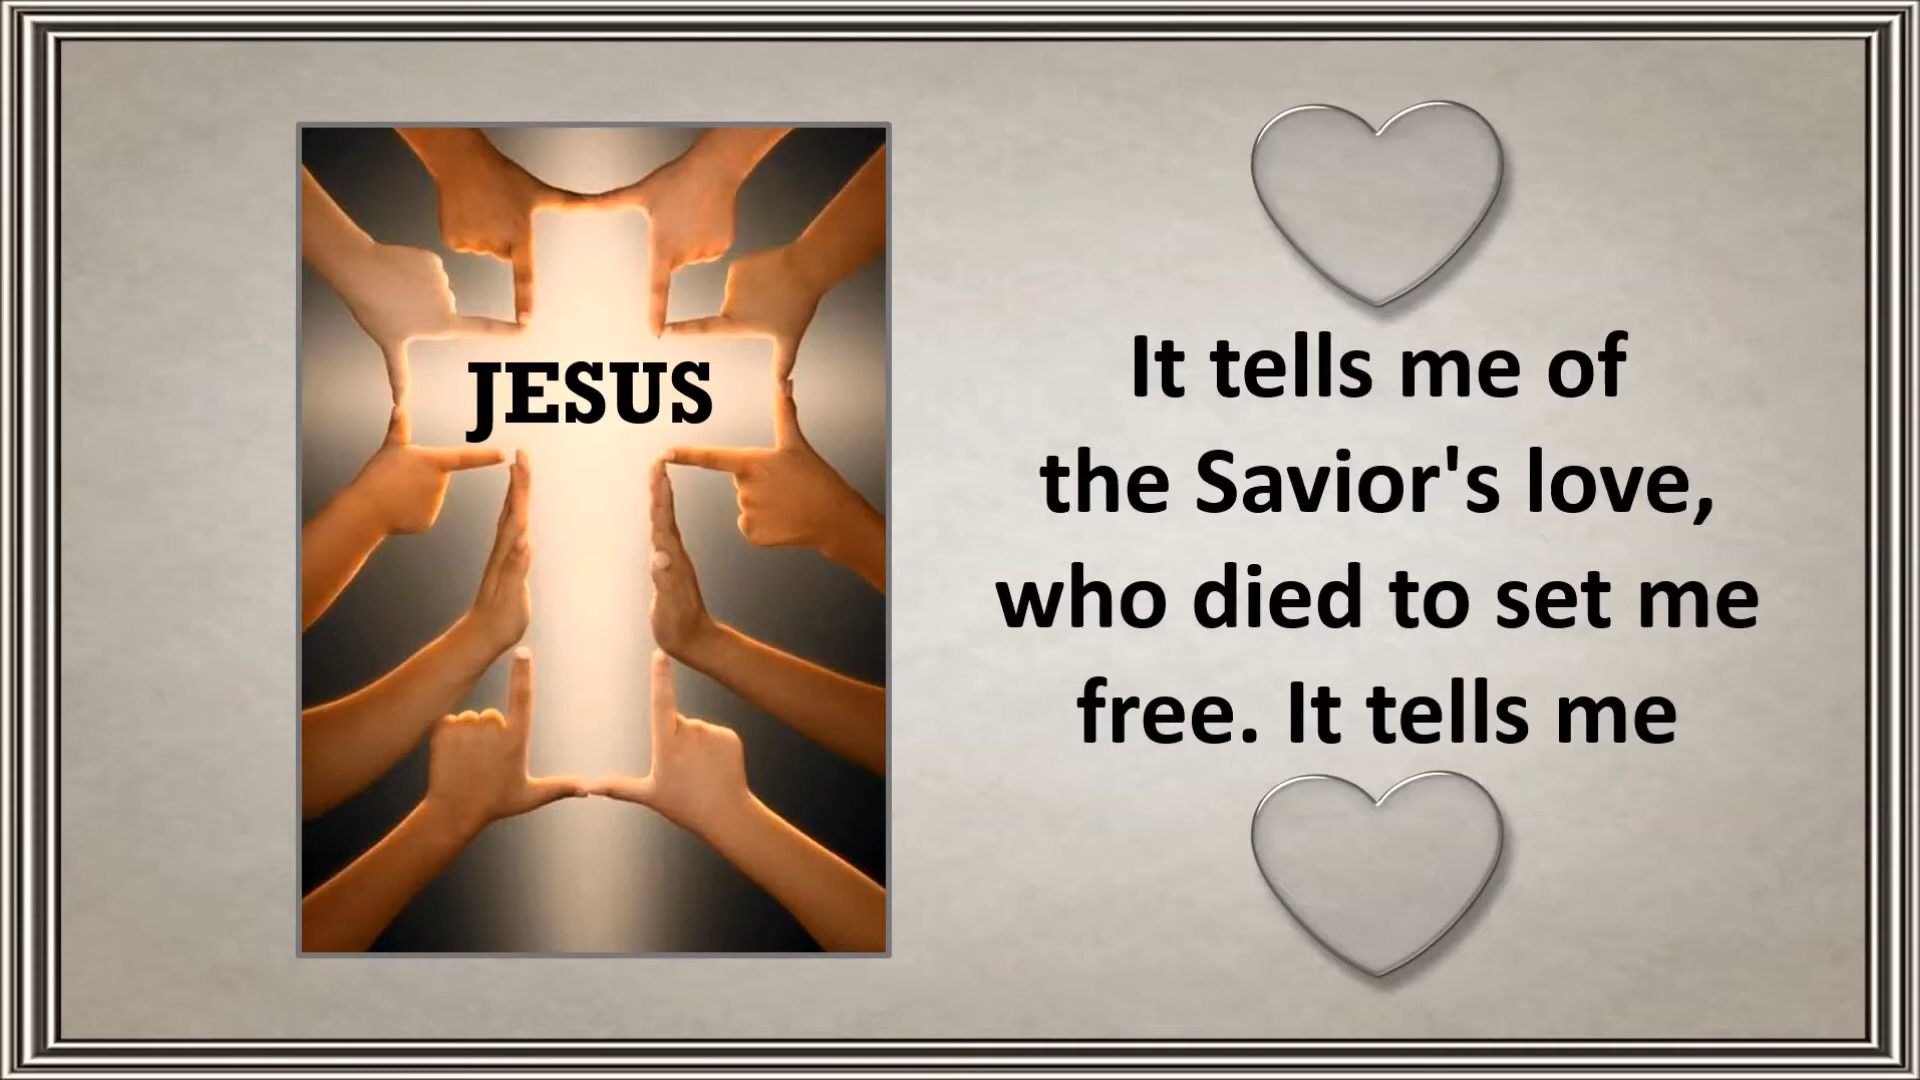 JESUS
It tells me of
the Savior's love,
who died to set me
free. It tells me